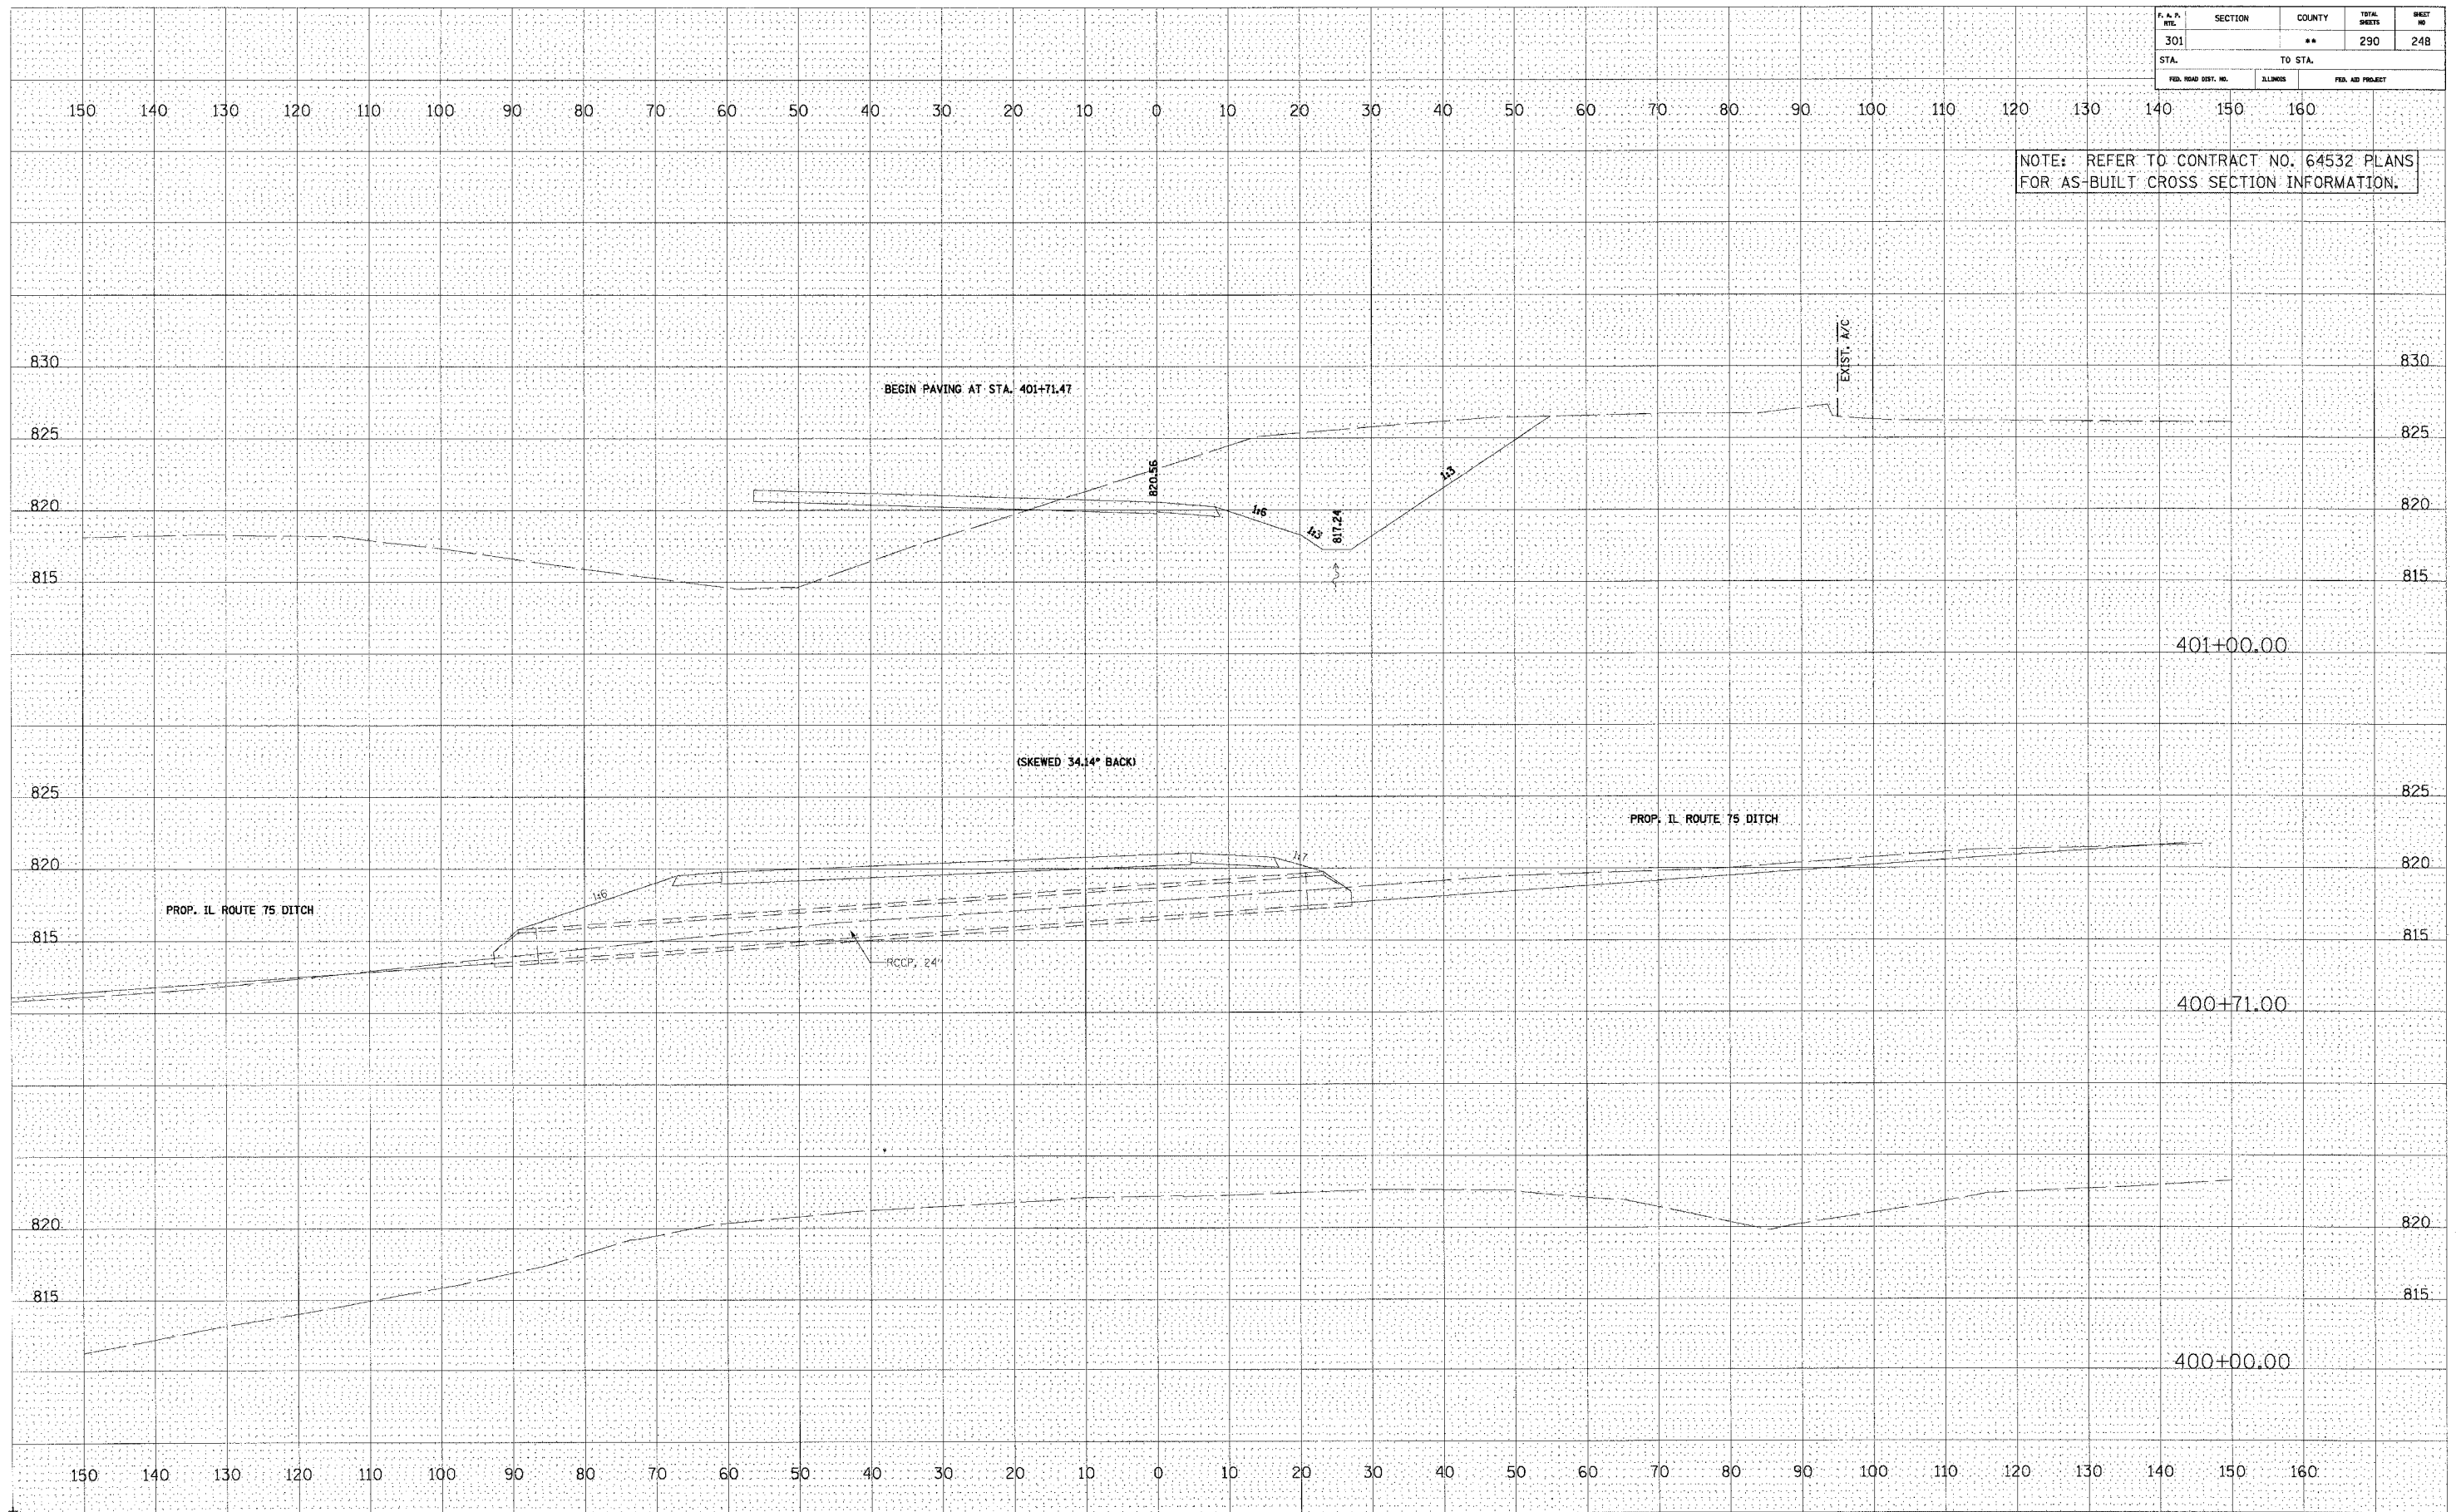 F. A. P. RTE. SECTION COUNTY TOTAL SHEETS SHEET NO
301 ** 290 248
STA. TO STA.
FED. ROAD DIST. NO. ILLINOIS FED. AID PROJECT
150 140 130 120 110 100 90 80 70 60 50 40 30 20 10 0 10 20 30 40 50 60 70 80 90 100 110 120 130 140 150 160
NOTE: REFER TO CONTRACT NO. 64532 PLANS
FOR AS-BUILT CROSS SECTION INFORMATION.
EXIST. A/C
830 830
BEGIN PAVING AT STA. 401+71.47
825 825
820.56
1:3
820 820
1:6
1:3
817.24
815 815
401+00.00
(SKEWED 34.14° BACK)
825 825
PROP. IL ROUTE 75 DITCH
1:7
820 820
1:6
PROP. IL ROUTE 75 DITCH
815 815
RCCP, 24"
400+71.00
820 820
815 815
400+00.00
150 140 130 120 110 100 90 80 70 60 50 40 30 20 10 0 10 20 30 40 50 60 70 80 90 100 110 120 130 140 150 160